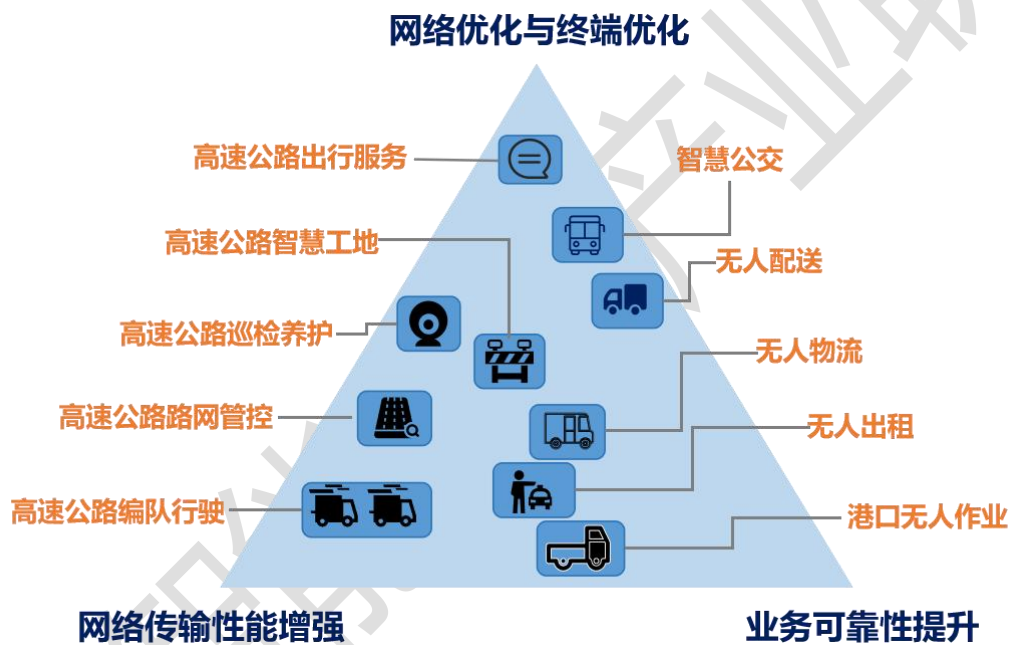 网络优化与终端优化
高速公路出行服务
智慧公交
高速公路智慧工地
无人配送
高速公路巡检养护
无人物流
高速公路路网管控
无人出租
高速公路编队行驶
港口无人作业
网络传输性能增强
业务可靠性提升
产业联